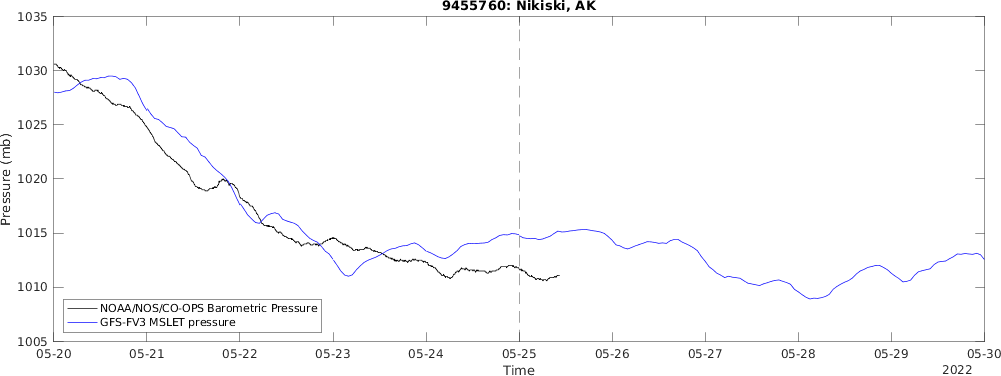 9455760: Nikiski, AK
Pressure (mb)
1035
1030
1025
1020
1015
1010
1005
NOAA/NOS/CO-OPS Barometric Pressure
GFS-FV3 MSLET pressure
05-20 05-21 05-22 05-23 05-24 05-25 05-26 05-27 05-28 05-29 05-30
Time
2022